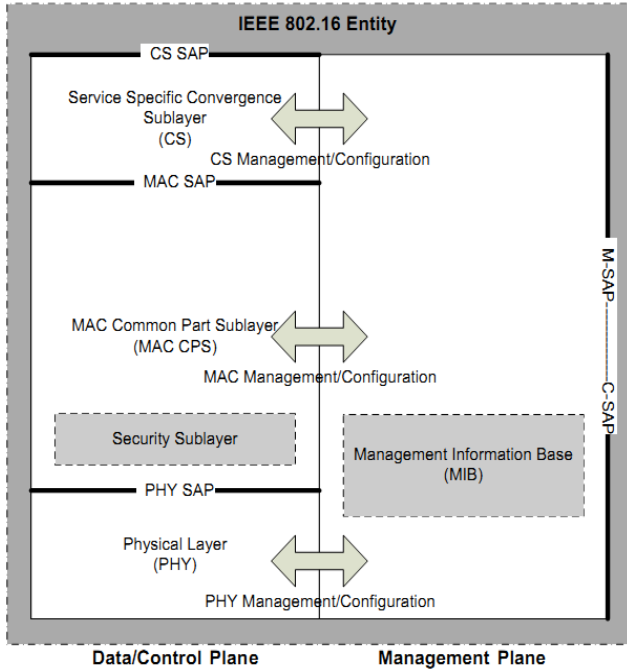 IEEE 802.16 Entity
CS SAP
Service Specific Convergence
Sublayer
(CS)
CS Management/Configuration
MAC SAP
M-SAP
MAC Common Part Sublayer
(MAC CPS)
MAC Management/Configuration
C-SAP
Security Sublayer
Management Information Base
(MIB)
PHY SAP
Physical Layer
(PHY)
PHY Management/Configuration
Data/Control Plane
Management Plane